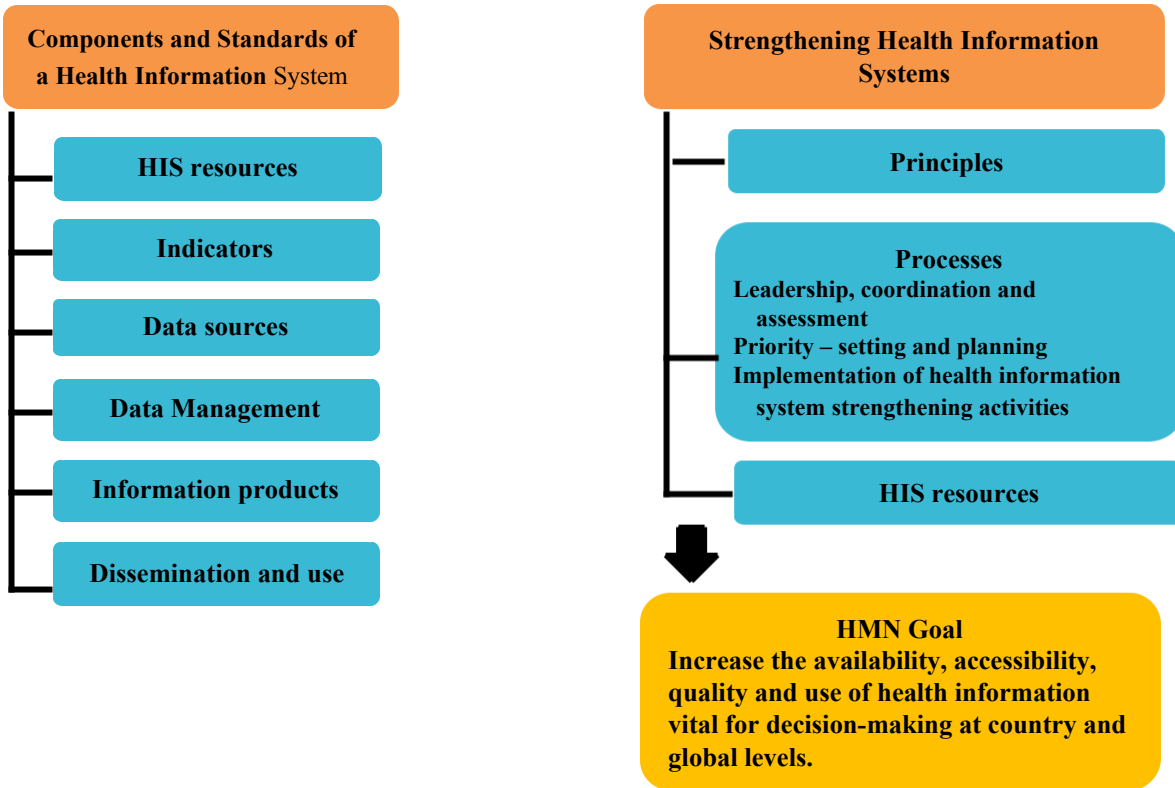 Components and Standards of
a Health Information System
HIS resources
Indicators
Data sources
Data Management
Information products
Dissemination and use
Strengthening Health Information
Systems
Principles
Processes
Leadership, coordination and
assessment
Priority – setting and planning
Implementation of health information
system strengthening activities
HIS resources
HMN Goal
Increase the availability, accessibility,
quality and use of health information
vital for decision-making at country and
global levels.